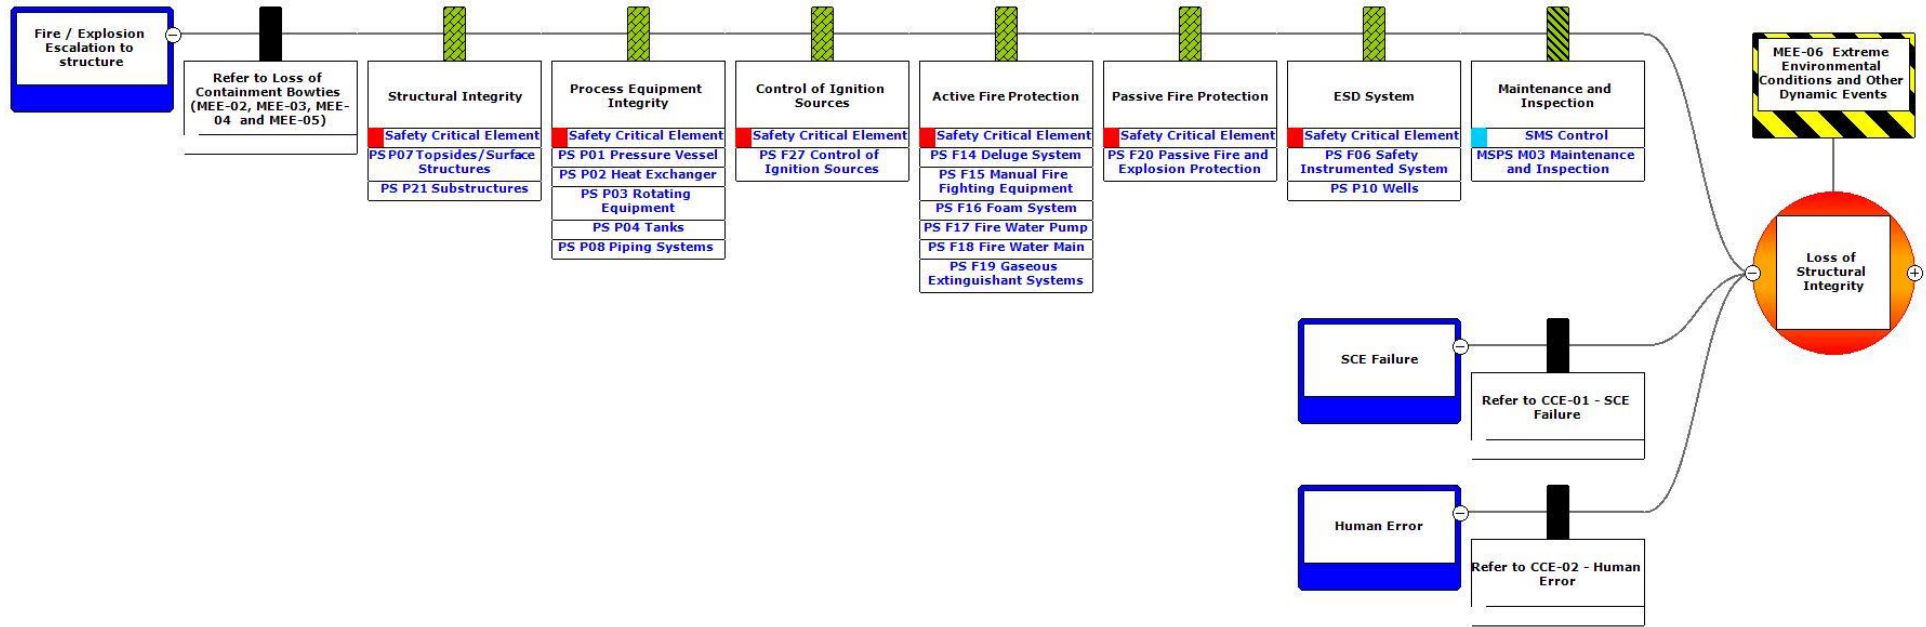 Fire / Explosion
Escalation to
structure
Refer to Loss of
Containment Bowties
(MEE-02, MEE-03, MEE-
04 and MEE-05)
Structural Integrity
Safety Critical Element
PS P07 Topsides/Surface
Structures
PS P21 Substructures
Process Equipment
Integrity
Safety Critical Element
PS P01 Pressure Vessel
PS P02 Heat Exchanger
PS P03 Rotating
Equipment
PS P04 Tanks
PS P08 Piping Systems
Control of Ignition
Sources
Safety Critical Element
PS F27 Control of
Ignition Sources
Active Fire Protection
Safety Critical Element
PS F14 Deluge System
PS F15 Manual Fire
Fighting Equipment
PS F16 Foam System
PS F17 Fire Water Pump
PS F18 Fire Water Main
PS F19 Gaseous
Extinguishant Systems
Passive Fire Protection
Safety Critical Element
PS F20 Passive Fire and
Explosion Protection
ESD System
Safety Critical Element
PS F06 Safety
Instrumented System
PS P10 Wells
Maintenance and
Inspection
SMS Control
MSPS M03 Maintenance
and Inspection
MEE-06 Extreme
Environmental
Conditions and Other
Dynamic Events
Loss of
Structural
Integrity
SCE Failure
Refer to CCE-01 - SCE
Failure
Human Error
Refer to CCE-02 - Human
Error